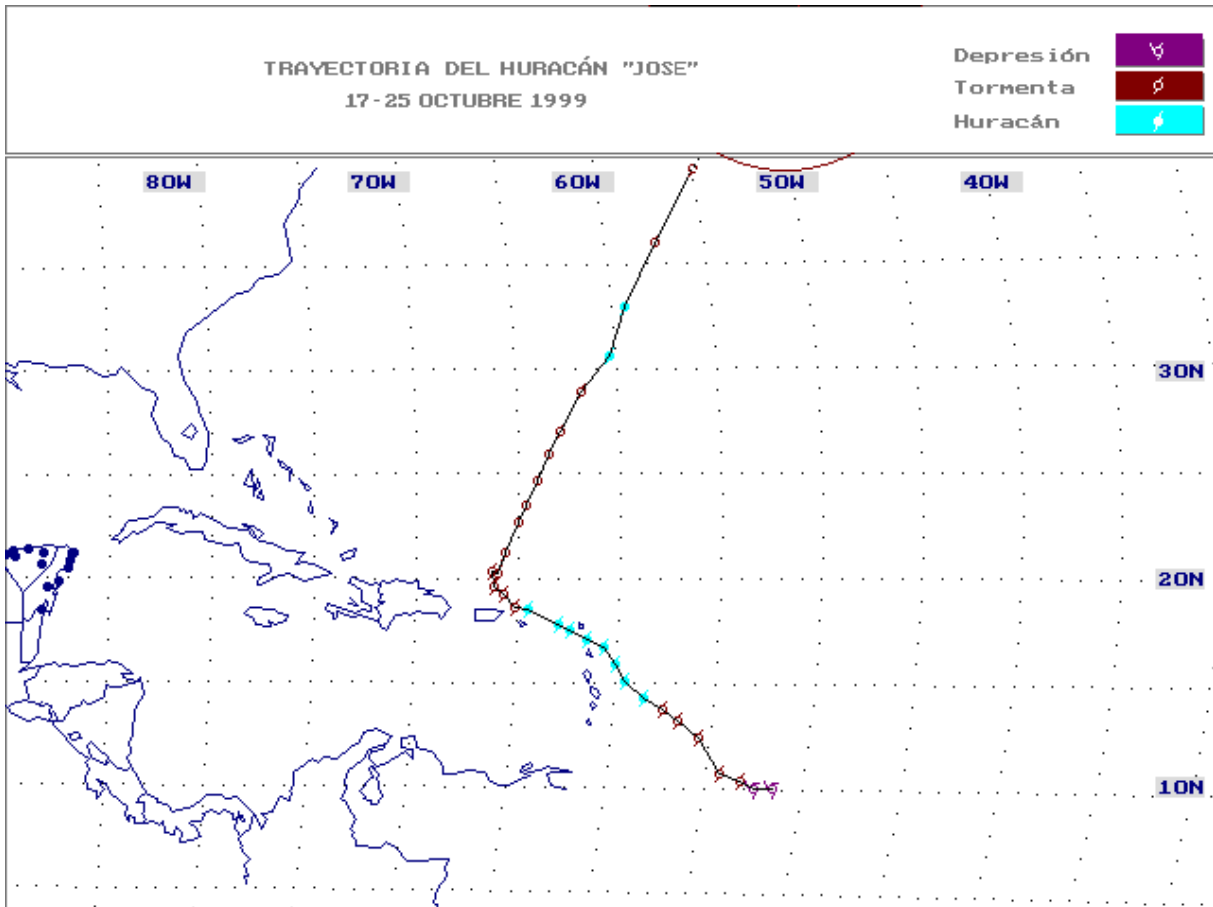 TRAYECTORIA DEL HURACÁN "JOSE"
17-25 OCTUBRE 1999
Depresión
Tormenta
Huracán
80W 70W 60W 50W 40W
30N
20N
10N